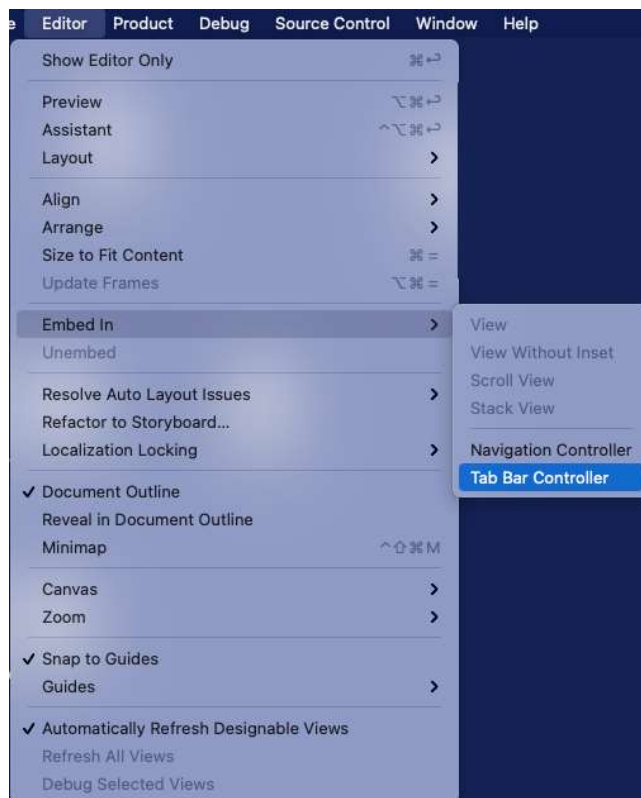 Editor Product Debug Source Control Window Help
Show Editor Only ⌘↩
Preview ⌥⌘↩
Assistant ^⌥⌘↩
Layout
Align
Arrange
Size to Fit Content ⌘ =
Update Frames ⌥⌘ =
Embed In
Unembed
Resolve Auto Layout Issues
Refactor to Storyboard...
Localization Locking
✓ Document Outline
Reveal in Document Outline
Minimap ^⇧⌘M
Canvas
Zoom
✓ Snap to Guides
Guides
✓ Automatically Refresh Designable Views
Refresh All Views
Debug Selected Views
View
View Without Inset
Scroll View
Stack View
Navigation Controller
Tab Bar Controller